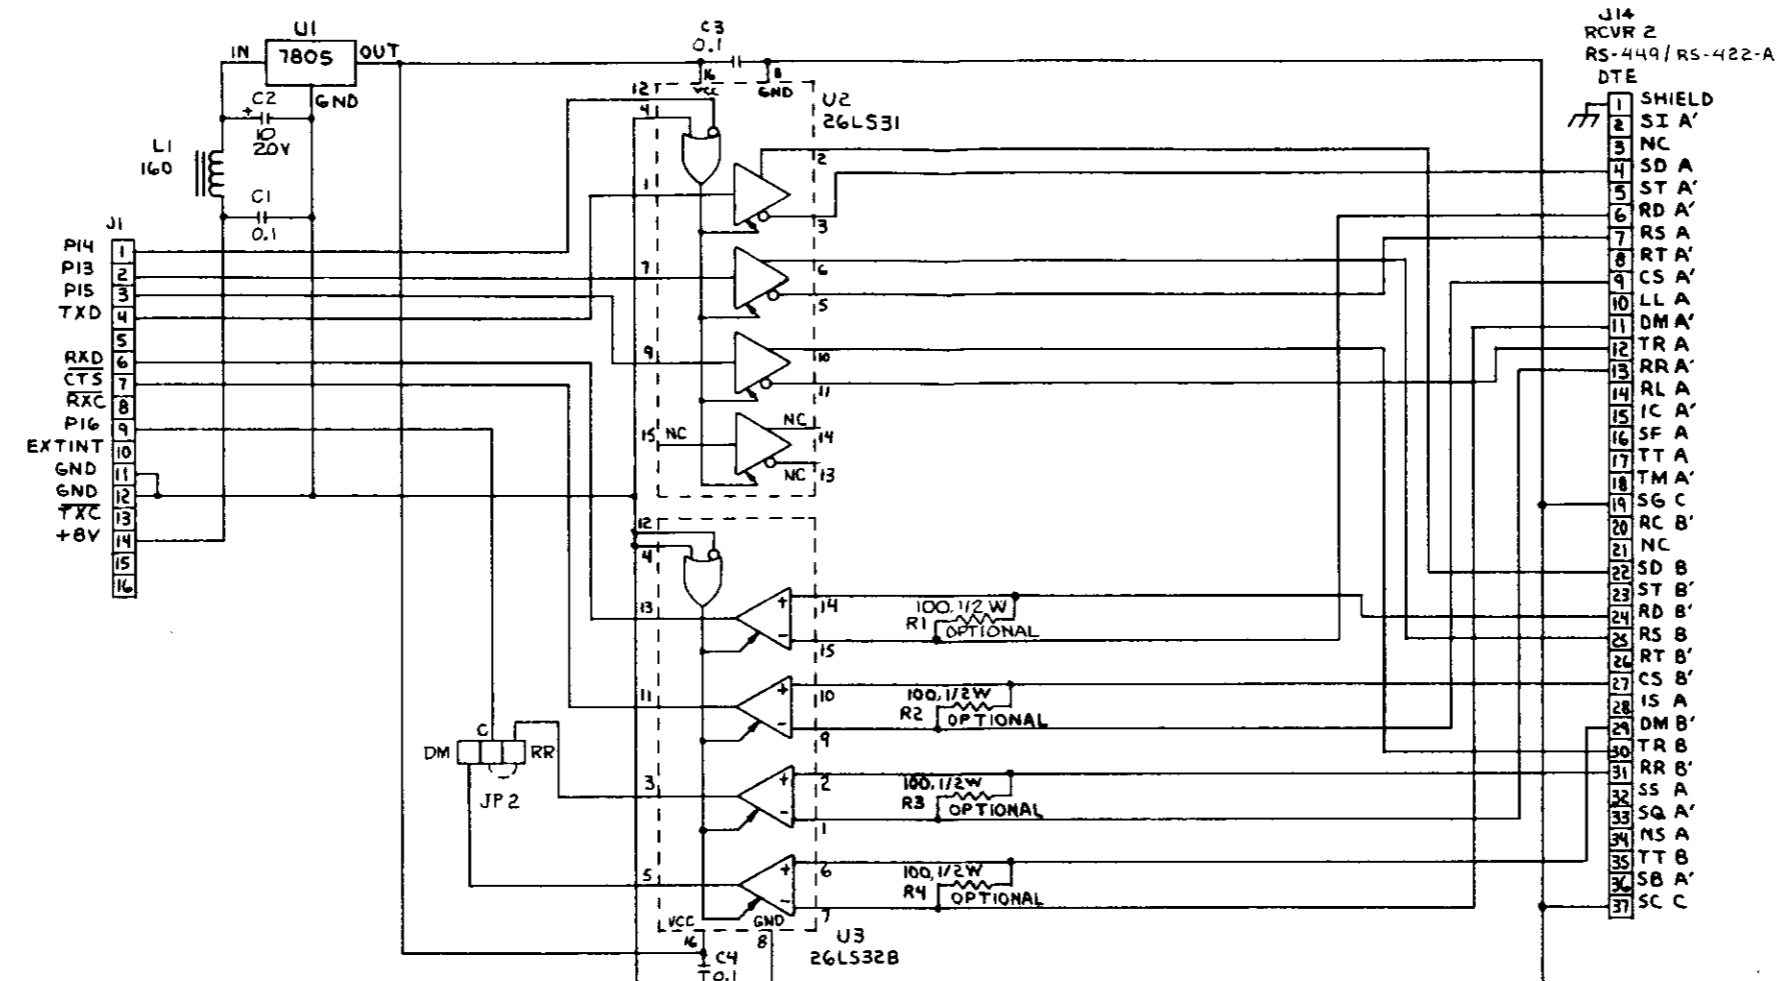 U1
IN
7805
OUT
GND
C2
+
10
20V
L1
160
C1
0.1
J1
P14 1
P13 2
P15 3
TXD 4
5
RXD 6
CTS 7
RXC 8
P16 9
EXTINT 10
GND 11
GND 12
TXC 13
+8V 14
15
16
C3
0.1
16
VCC
8
GND
U2
26LS31
12
4
1
2
3
7
6
5
9
10
11
15 NC
NC 14
NC 13
12
4
13
+
-
14
15
100, 1/2 W
R1
OPTIONAL
11
+
-
10
9
100, 1/2 W
R2
OPTIONAL
3
+
-
2
1
100, 1/2 W
R3
OPTIONAL
5
+
-
6
7
100, 1/2 W
R4
OPTIONAL
VCC
16
GND
8
U3
26LS32B
C4
0.1
C
DM
RR
JP2
J14
RCVR 2
RS-449/RS-422-A
DTE
1 SHIELD
2 SI A'
3 NC
4 SD A
5 ST A'
6 RD A'
7 RS A
8 RT A'
9 CS A'
10 LL A
11 DM A'
12 TR A
13 RR A'
14 RL A
15 IC A'
16 SF A
17 TT A
18 TM A'
19 SG C
20 RC B'
21 NC
22 SD B
23 ST B'
24 RD B'
25 RS B
26 RT B'
27 CS B'
28 IS A
29 DM B'
30 TR B
31 RR B'
32 SS A
33 SQ A'
34 NS A
35 TT B
36 SB A'
37 SC C